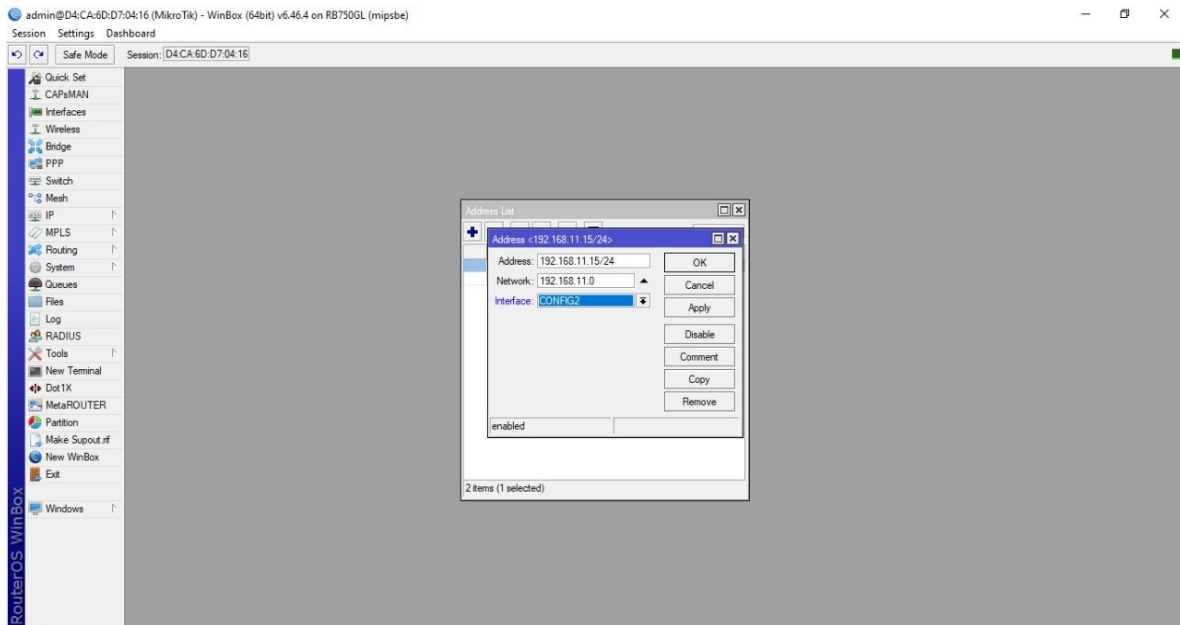 admin@D4:CA:6D:D7:04:16 (MikroTik) - WinBox (64bit) v6.46.4 on RB750GL (mipsbe)
Session Settings Dashboard
Safe Mode Session: D4:CA:6D:D7:04:16
Quick Set
CAPsMAN
Interfaces
Wireless
Bridge
PPP
Switch
Mesh
IP
MPLS
Routing
System
Queues
Files
Log
RADIUS
Tools
New Terminal
Dot1X
MetaROUTER
Partition
Make Supout.rif
New WinBox
Exit
Windows
RouterOS WinBox
Address List
Address <192.168.11.15/24>
Address: 192.168.11.15/24
Network: 192.168.11.0
Interface: CONFIG2
OK
Cancel
Apply
Disable
Comment
Copy
Remove
enabled
2 items (1 selected)